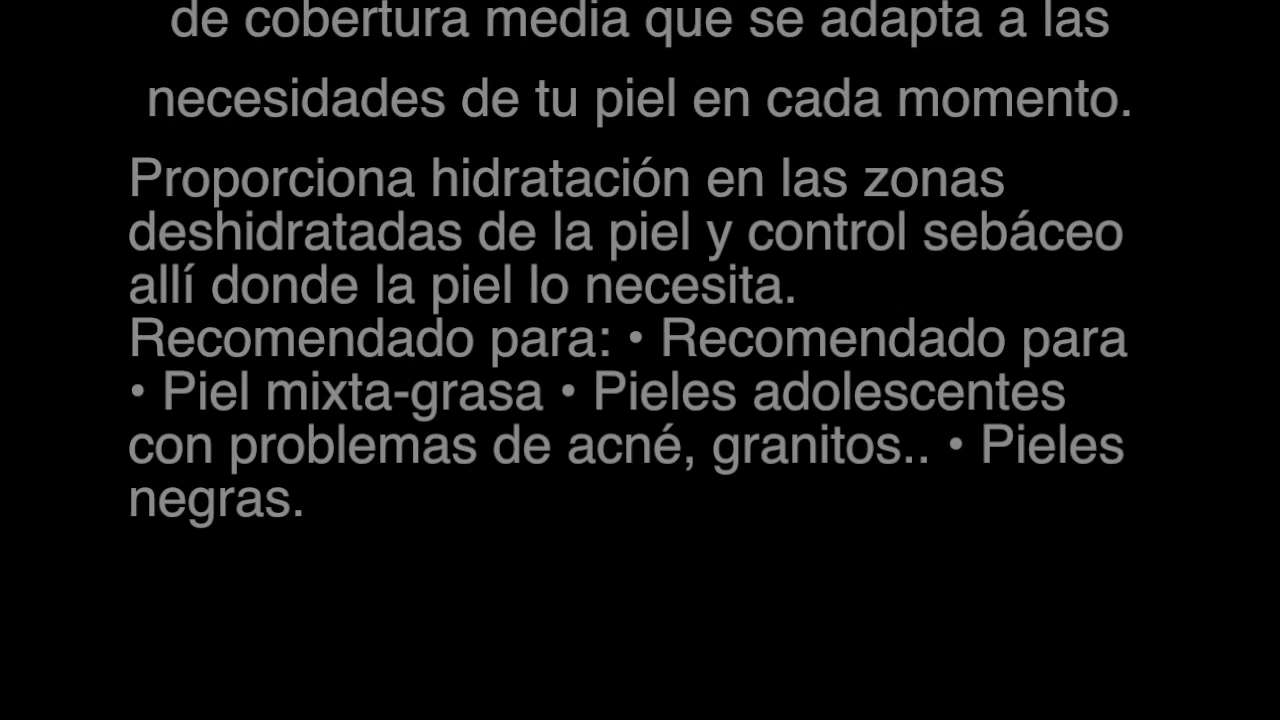 de cobertura media que se adapta a las
necesidades de tu piel en cada momento.
Proporciona hidratación en las zonas
deshidratadas de la piel y control sebáceo
allí donde la piel lo necesita.
Recomendado para: • Recomendado para
• Piel mixta-grasa • Pieles adolescentes
con problemas de acné, granitos.. • Pieles
negras.